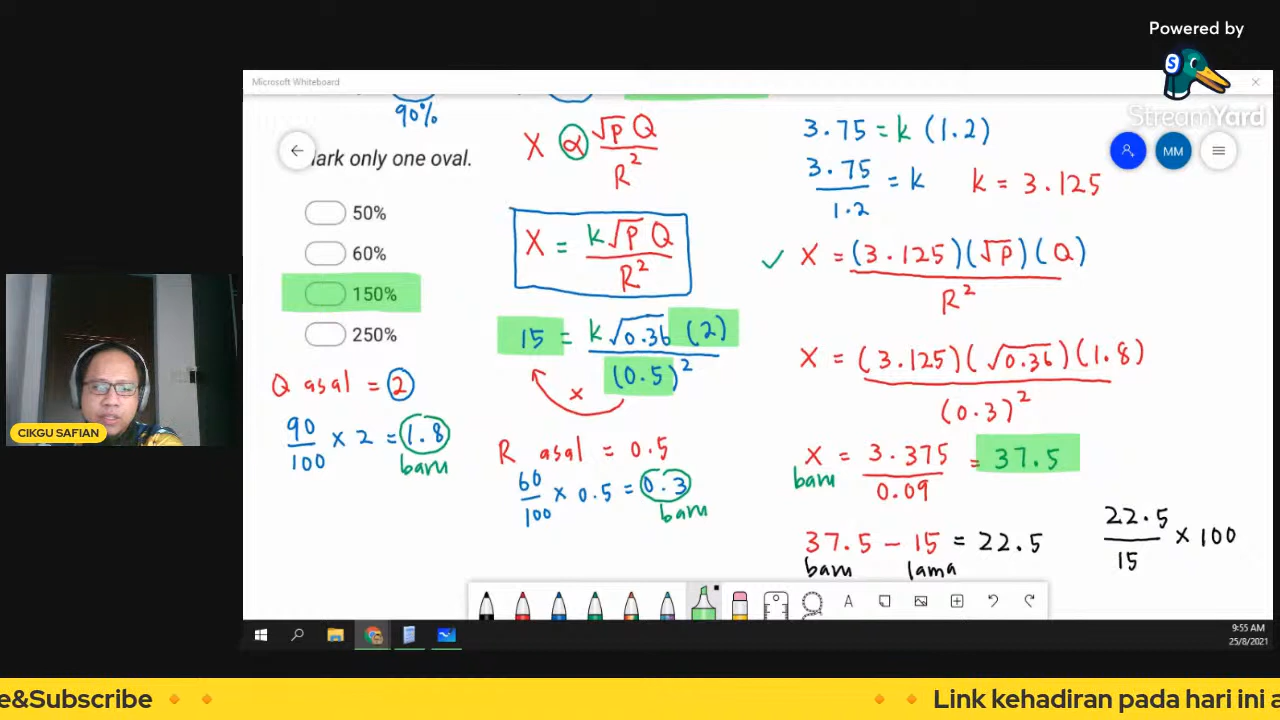 Powered by
StreamYard
Microsoft Whiteboard
90%
ark only one oval.
50%
60%
150%
250%
Q asal = 2
90/100 × 2 = 1.8
baru
X ∝ √P Q / R²
X = k√P Q / R²
15 = k√0.36 (2) / (0.5)²
×
R asal = 0.5
60/100 × 0.5 = 0.3
baru
3.75 = k (1.2)
3.75/1.2 = k
k = 3.125
✓ X = (3.125)(√P)(Q) / R²
X = (3.125)(√0.36)(1.8) / (0.3)²
X = 3.375/0.09 = 37.5
baru
37.5 − 15 = 22.5
baru lama
22.5/15 × 100
MM
CIKGU SAFIAN
A
9:55 AM
25/8/2021
e&Subscribe
Link kehadiran pada hari ini a